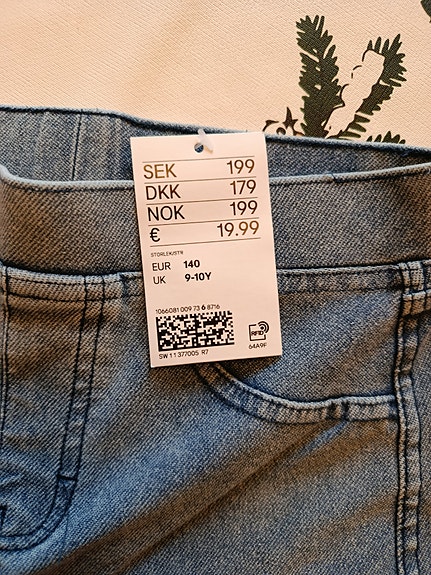 SEK 199
DKK 179
NOK 199
€ 19.99
STORLEK/STR
EUR 140
UK 9-10Y
1066081 009 73 6 8716
RFID
64A9F
SW 11 377005 R7